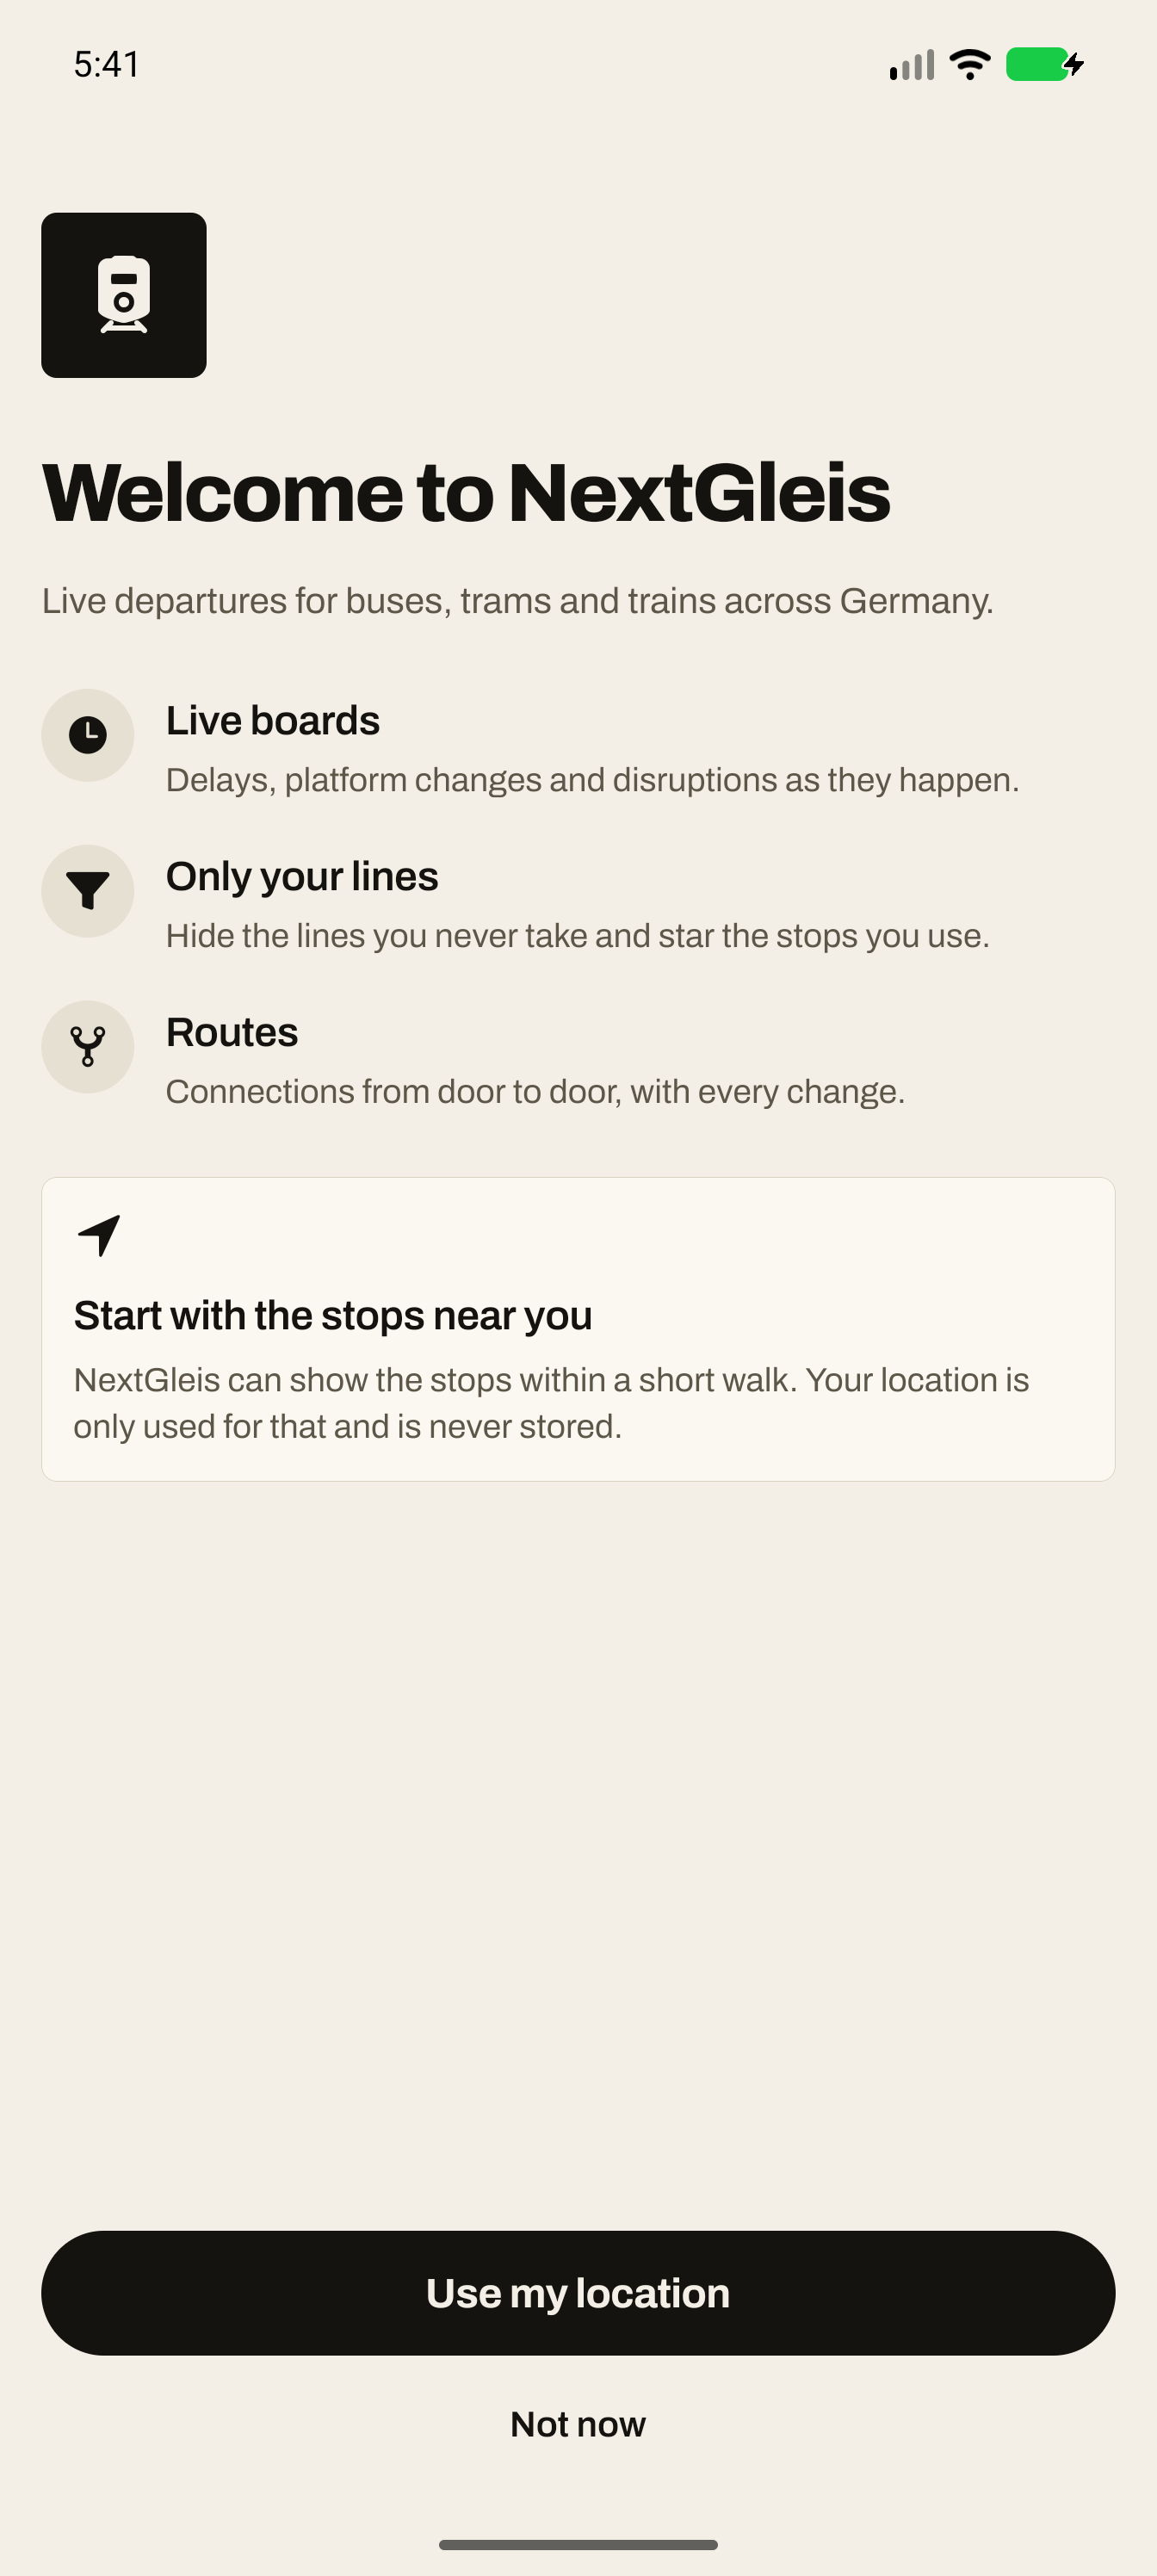 5:41
Welcome to NextGleis
Live departures for buses, trams and trains across Germany.
Live boards
Delays, platform changes and disruptions as they happen.
Only your lines
Hide the lines you never take and star the stops you use.
Routes
Connections from door to door, with every change.
Start with the stops near you
NextGleis can show the stops within a short walk. Your location is
only used for that and is never stored.
Use my location
Not now